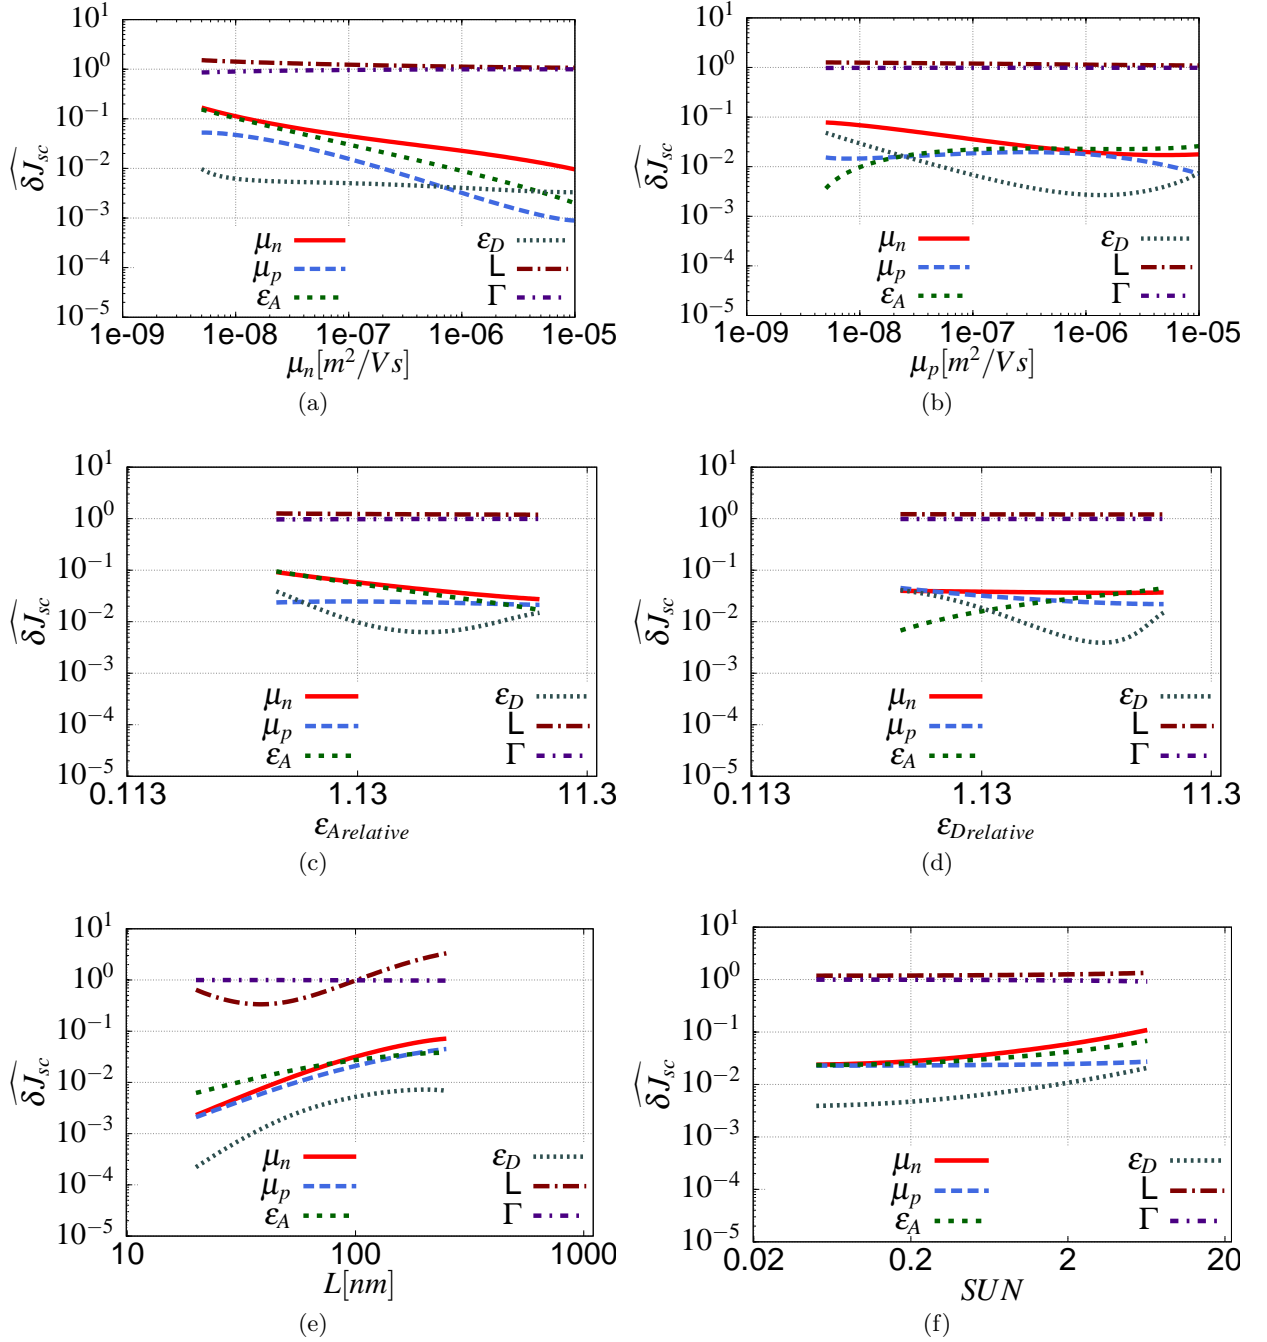 10^1
10^0
10^-1
10^-2
10^-3
10^-4
10^-5
δJ_sc
μ_n
μ_p
ε_A
ε_D
L
Γ
1e-09 1e-08 1e-07 1e-06 1e-05
μ_n[m^2/Vs]
(a)
10^1
10^0
10^-1
10^-2
10^-3
10^-4
10^-5
δJ_sc
μ_n
μ_p
ε_A
ε_D
L
Γ
1e-09 1e-08 1e-07 1e-06 1e-05
μ_p[m^2/Vs]
(b)
10^1
10^0
10^-1
10^-2
10^-3
10^-4
10^-5
δJ_sc
μ_n
μ_p
ε_A
ε_D
L
Γ
0.113 1.13 11.3
ε_Arelative
(c)
10^1
10^0
10^-1
10^-2
10^-3
10^-4
10^-5
δJ_sc
μ_n
μ_p
ε_A
ε_D
L
Γ
0.113 1.13 11.3
ε_Drelative
(d)
10^1
10^0
10^-1
10^-2
10^-3
10^-4
10^-5
δJ_sc
μ_n
μ_p
ε_A
ε_D
L
Γ
10 100 1000
L[nm]
(e)
10^1
10^0
10^-1
10^-2
10^-3
10^-4
10^-5
δJ_sc
μ_n
μ_p
ε_A
ε_D
L
Γ
0.02 0.2 2 20
SUN
(f)